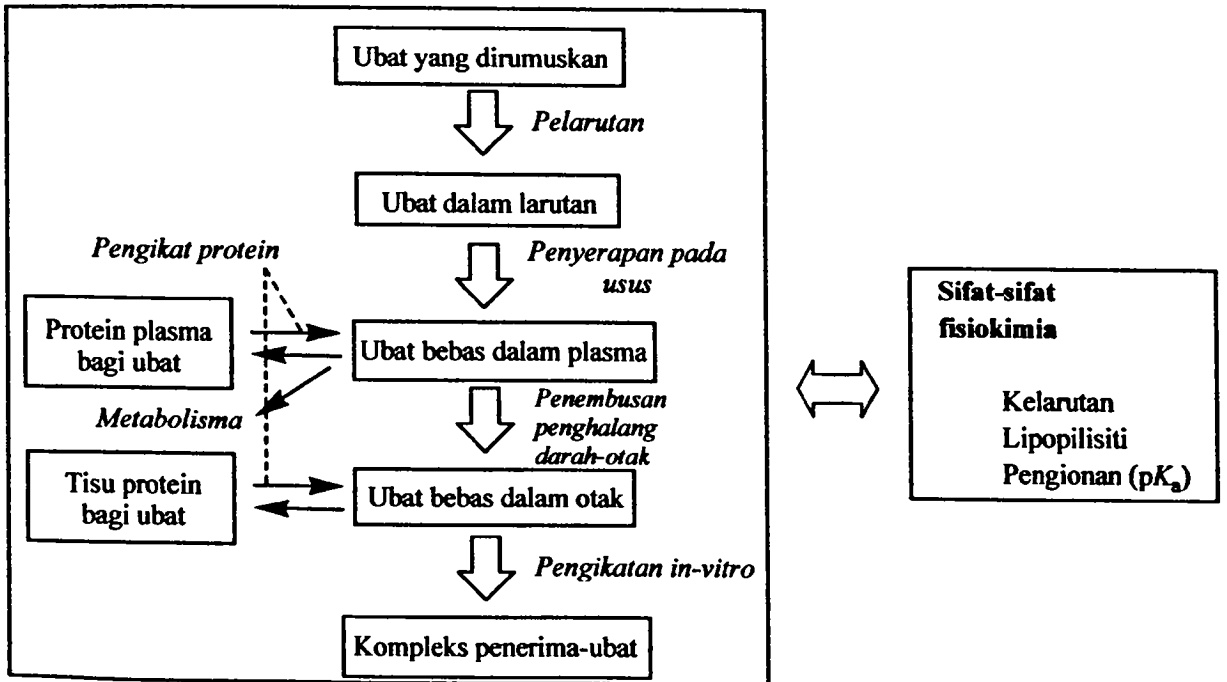 Ubat yang dirumuskan
Pelarutan
Ubat dalam larutan
Pengikat protein
Penyerapan pada
usus
Protein plasma
bagi ubat
Ubat bebas dalam plasma
Metabolisma
Penembusan
penghalang
darah-otak
Tisu protein
bagi ubat
Ubat bebas dalam otak
Pengikatan in-vitro
Kompleks penerima-ubat
Sifat-sifat
fisiokimia
Kelarutan
Lipopilisiti
Pengionan (pKₐ)